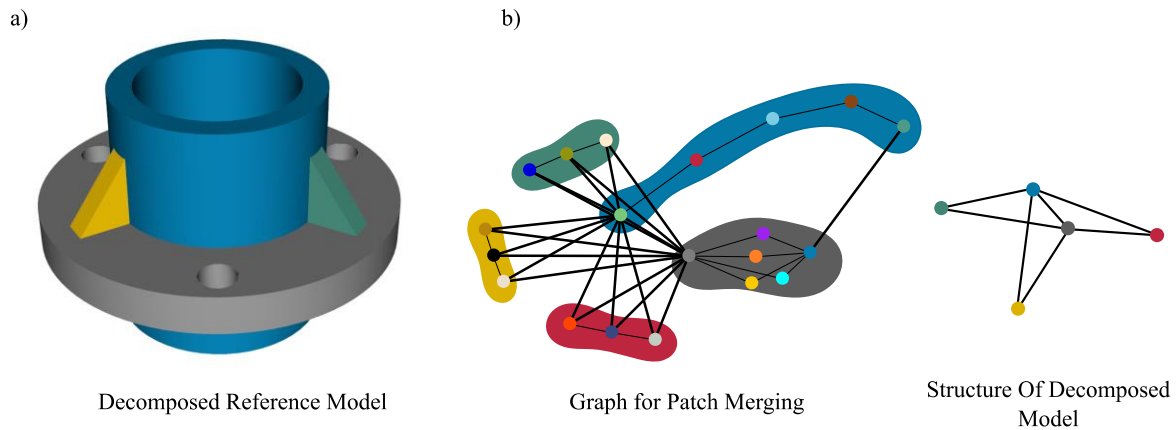 a)
b)
Decomposed Reference Model
Graph for Patch Merging
Structure Of Decomposed
Model